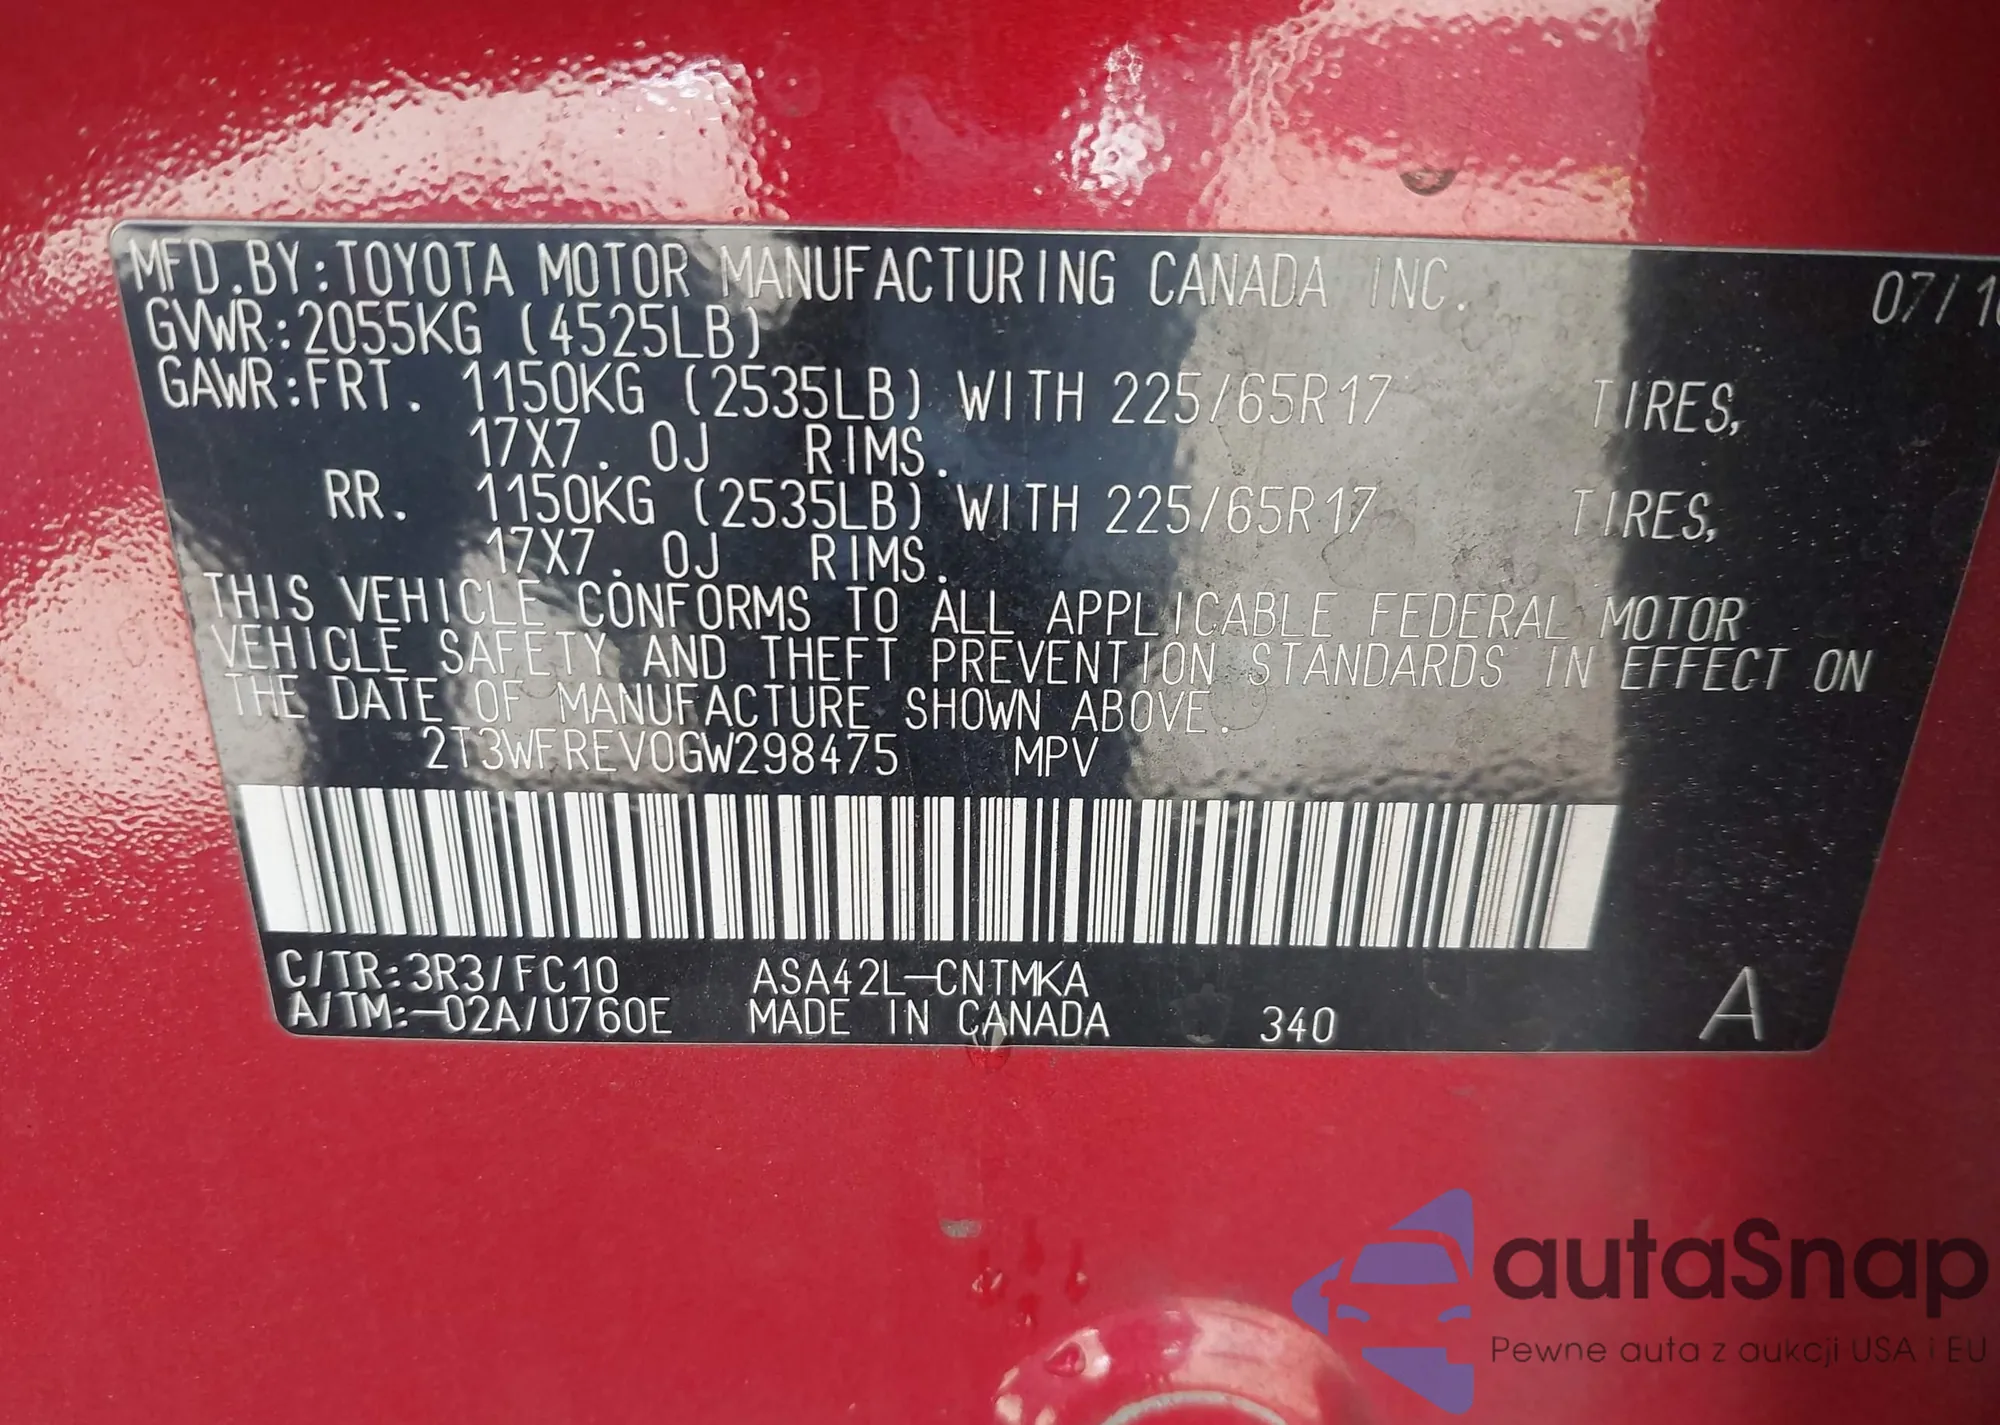 MFD.BY:TOYOTA MOTOR MANUFACTURING CANADA INC. 07/16
GVWR:2055KG (4525LB)
GAWR:FRT. 1150KG (2535LB) WITH 225/65R17 TIRES,
17X7.0J RIMS.
RR. 1150KG (2535LB) WITH 225/65R17 TIRES,
17X7.0J RIMS.
THIS VEHICLE CONFORMS TO ALL APPLICABLE FEDERAL MOTOR
VEHICLE SAFETY AND THEFT PREVENTION STANDARDS IN EFFECT ON
THE DATE OF MANUFACTURE SHOWN ABOVE.
2T3WFREV0GW298475 MPV
C/TR:3R3/FC10 ASA42L-CNTMKA
A/TM:-02A/U760E MADE IN CANADA 340 A
autaSnap
Pewne auta z aukcji USA i EU